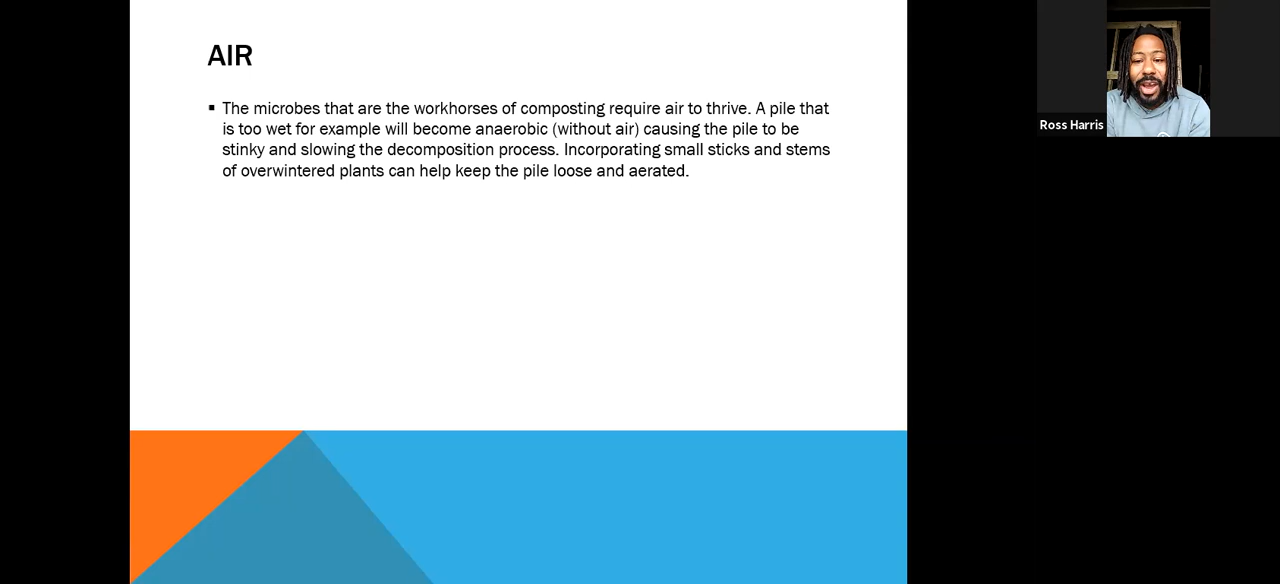 AIR
▪ The microbes that are the workhorses of composting require air to thrive. A pile that
is too wet for example will become anaerobic (without air) causing the pile to be
stinky and slowing the decomposition process. Incorporating small sticks and stems
of overwintered plants can help keep the pile loose and aerated.
Ross Harris